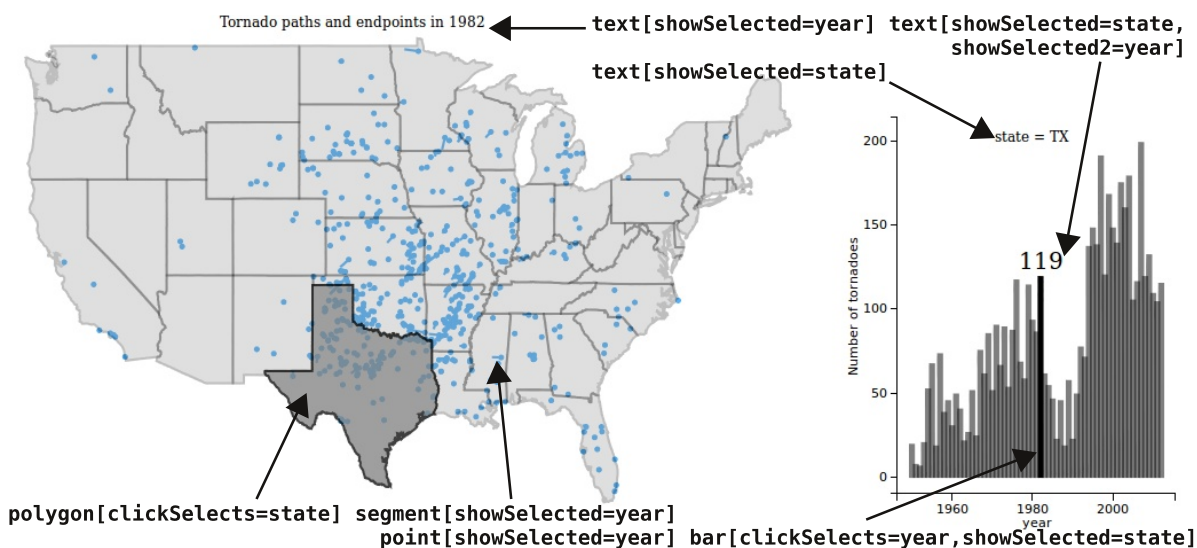 Tornado paths and endpoints in 1982
text[showSelected=year] text[showSelected=state,
showSelected2=year]
text[showSelected=state]
state = TX
119
Number of tornadoes
200
150
100
50
0
1960
1980
2000
year
polygon[clickSelects=state] segment[showSelected=year]
point[showSelected=year] bar[clickSelects=year,showSelected=state]